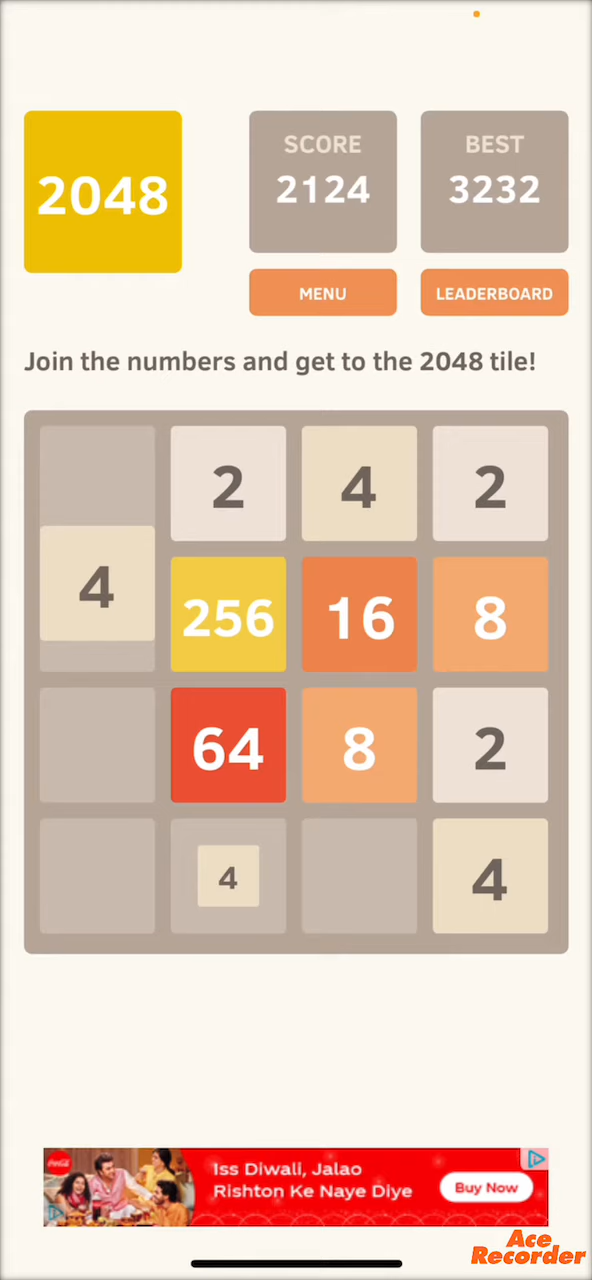 2048
SCORE
2124
BEST
3232
MENU
LEADERBOARD
Join the numbers and get to the 2048 tile!
2 4 2
4 256 16 8
64 8 2
4 4
Coca-Cola
Iss Diwali, Jalao
Rishton Ke Naye Diye
Buy Now
Ace
Recorder